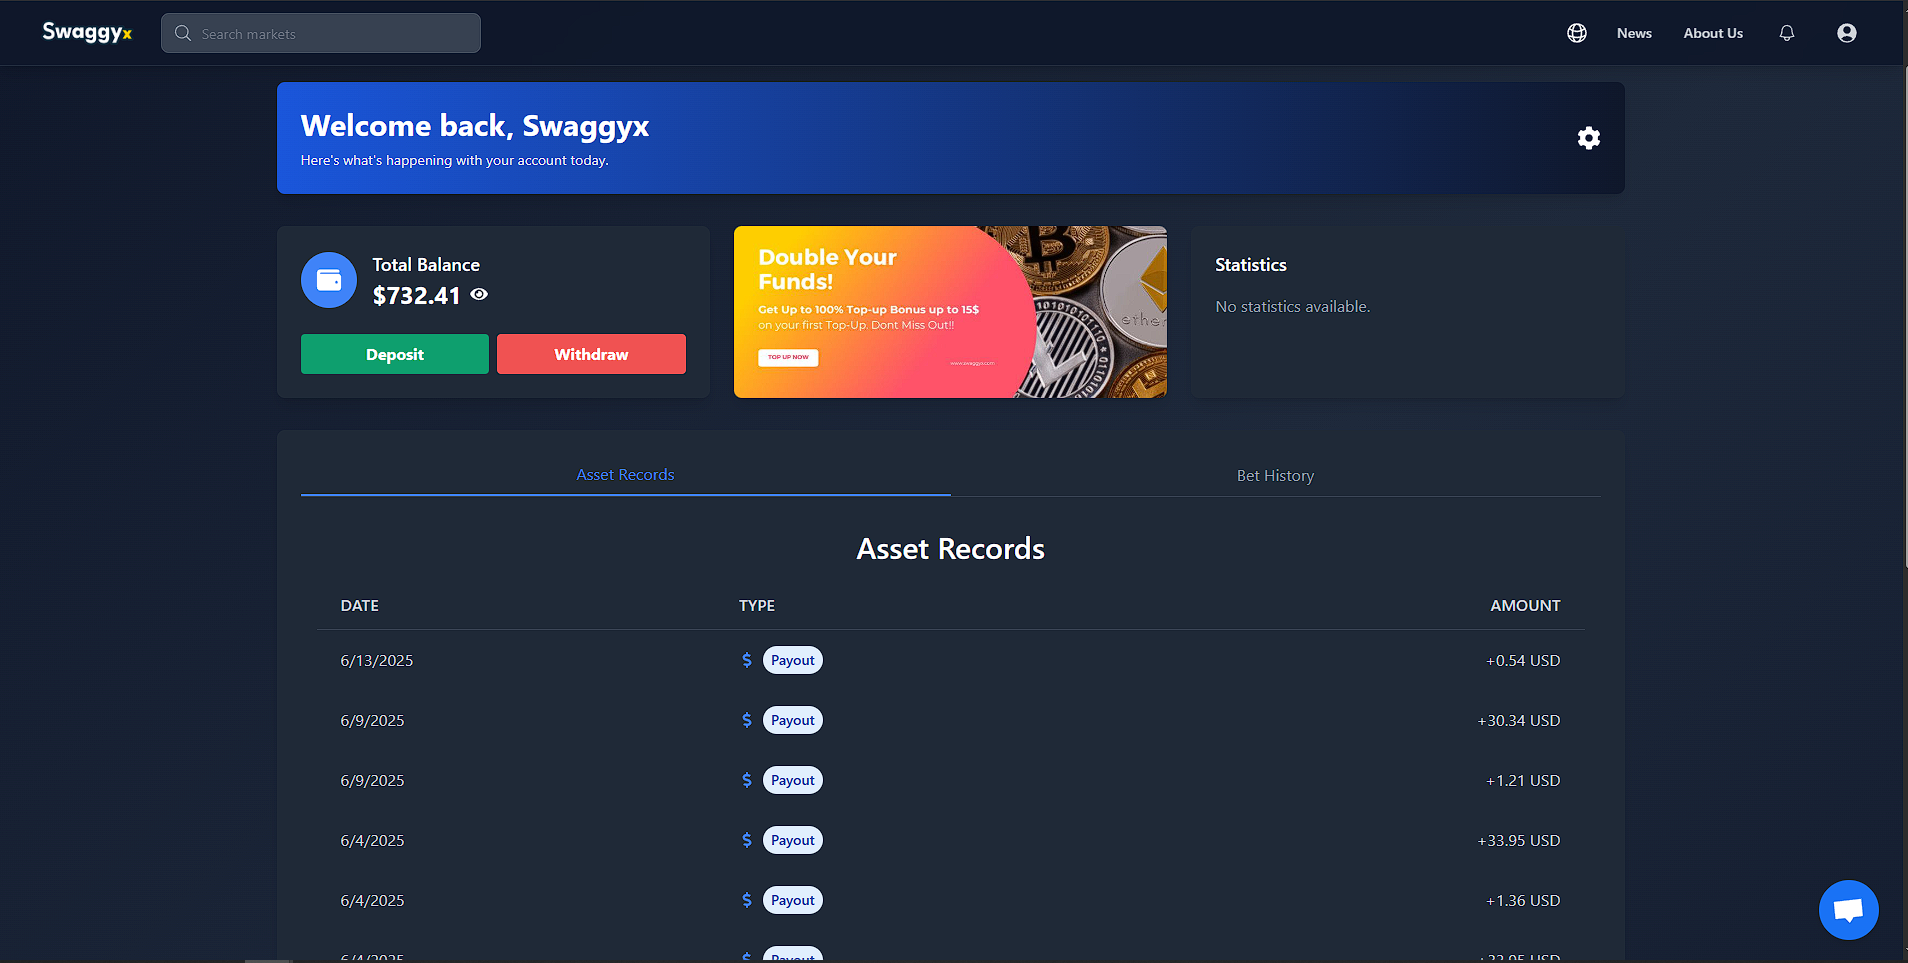 Swaggyx
Search markets
News
About Us
Welcome back, Swaggyx
Here's what's happening with your account today.
Total Balance
$732.41
Deposit
Withdraw
Double Your
Funds!
Get Up to 100% Top-up Bonus up to 15$
on your first Top-Up. Dont Miss Out!!
TOP UP NOW
www.swaggyx.com
Statistics
No statistics available.
Asset Records
Bet History
Asset Records
DATE TYPE AMOUNT
6/13/2025 $ Payout +0.54 USD
6/9/2025 $ Payout +30.34 USD
6/9/2025 $ Payout +1.21 USD
6/4/2025 $ Payout +33.95 USD
6/4/2025 $ Payout +1.36 USD
6/4/2025 $ Payout